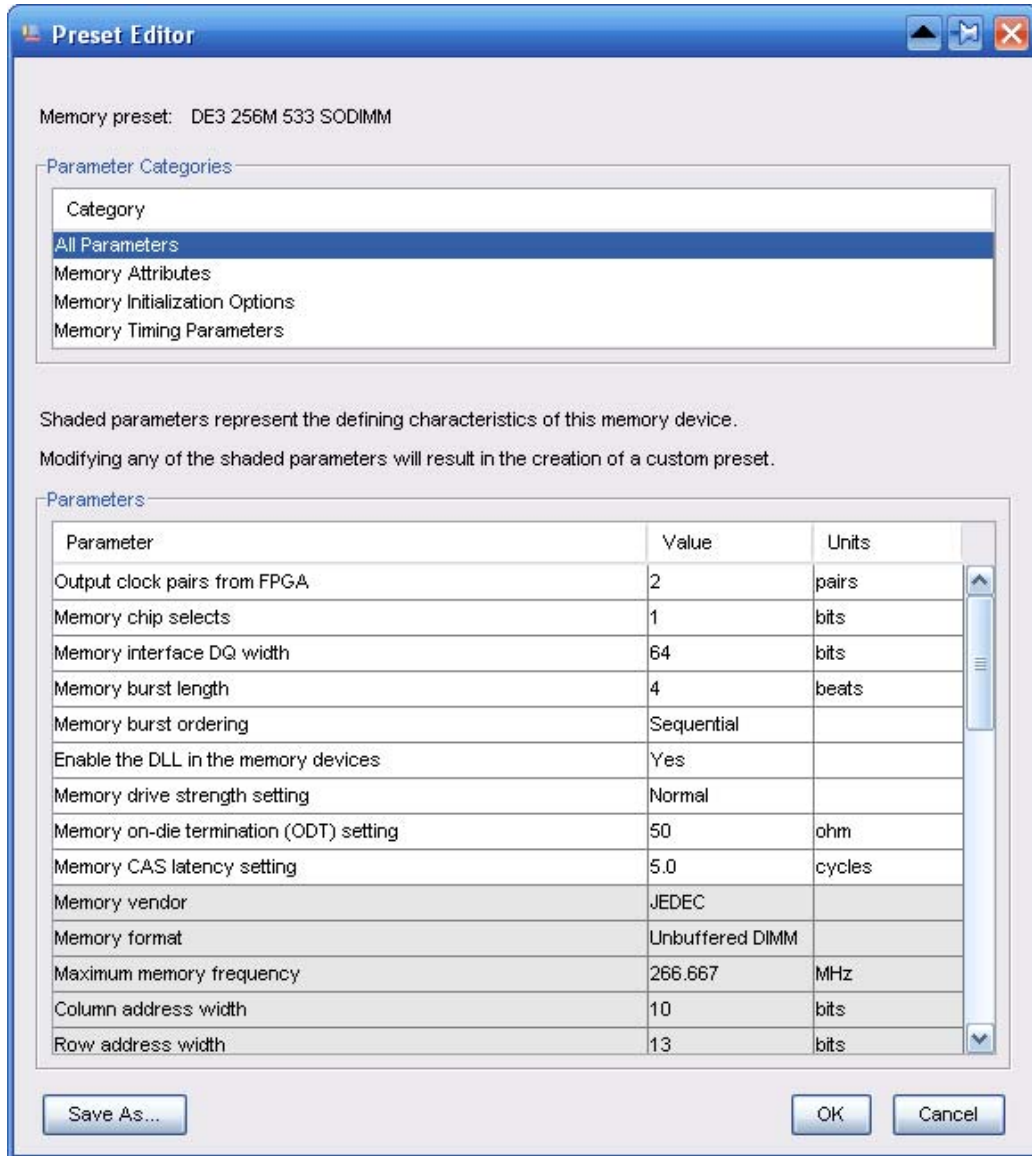 Preset Editor
Memory preset: DE3 256M 533 SODIMM
Parameter Categories
Category
All Parameters
Memory Attributes
Memory Initialization Options
Memory Timing Parameters
Shaded parameters represent the defining characteristics of this memory device.
Modifying any of the shaded parameters will result in the creation of a custom preset.
Parameters
Parameter Value Units
Output clock pairs from FPGA 2 pairs
Memory chip selects 1 bits
Memory interface DQ width 64 bits
Memory burst length 4 beats
Memory burst ordering Sequential
Enable the DLL in the memory devices Yes
Memory drive strength setting Normal
Memory on-die termination (ODT) setting 50 ohm
Memory CAS latency setting 5.0 cycles
Memory vendor JEDEC
Memory format Unbuffered DIMM
Maximum memory frequency 266.667 MHz
Column address width 10 bits
Row address width 13 bits
Save As... OK Cancel